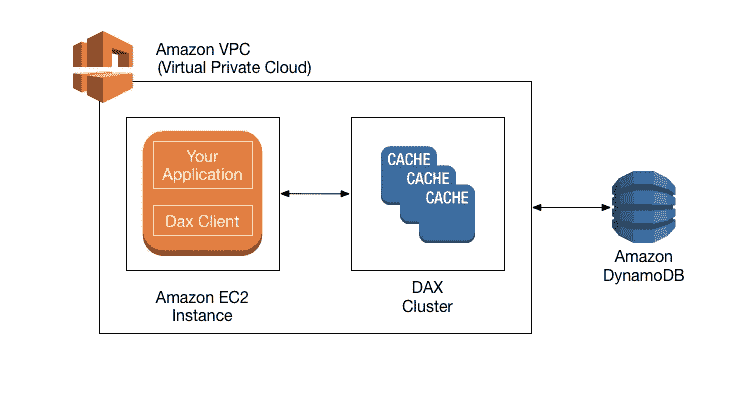 Amazon VPC
(Virtual Private Cloud)
Your
Application
Dax Client
Amazon EC2
Instance
CACHE
CACHE
CACHE
DAX
Cluster
Amazon
DynamoDB